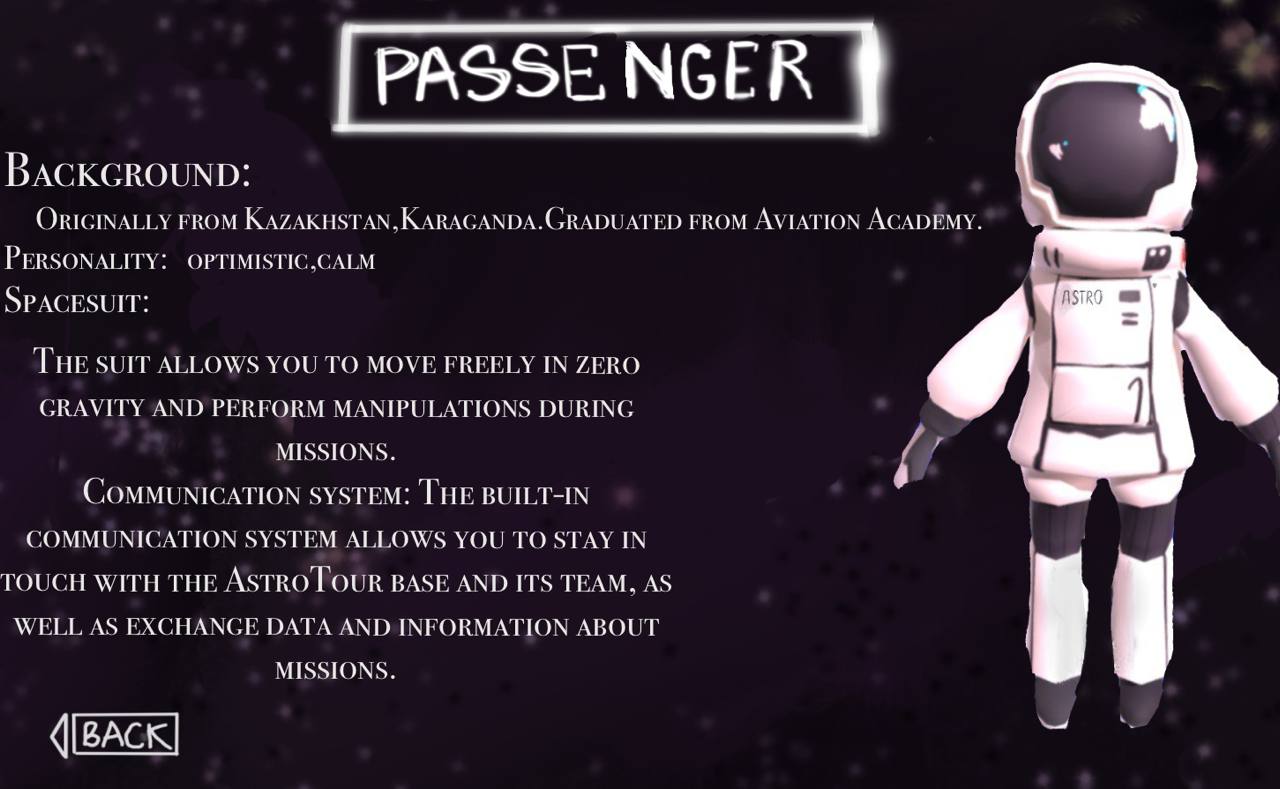 PASSENGER
Background:
Originally from Kazakhstan,Karaganda.Graduated from Aviation Academy.
Personality: optimistic,calm
Spacesuit:
The suit allows you to move freely in zero
gravity and perform manipulations during
missions.
Communication system: The built-in
communication system allows you to stay in
touch with the AstroTour base and its team, as
well as exchange data and information about
missions.
ASTRO
BACK